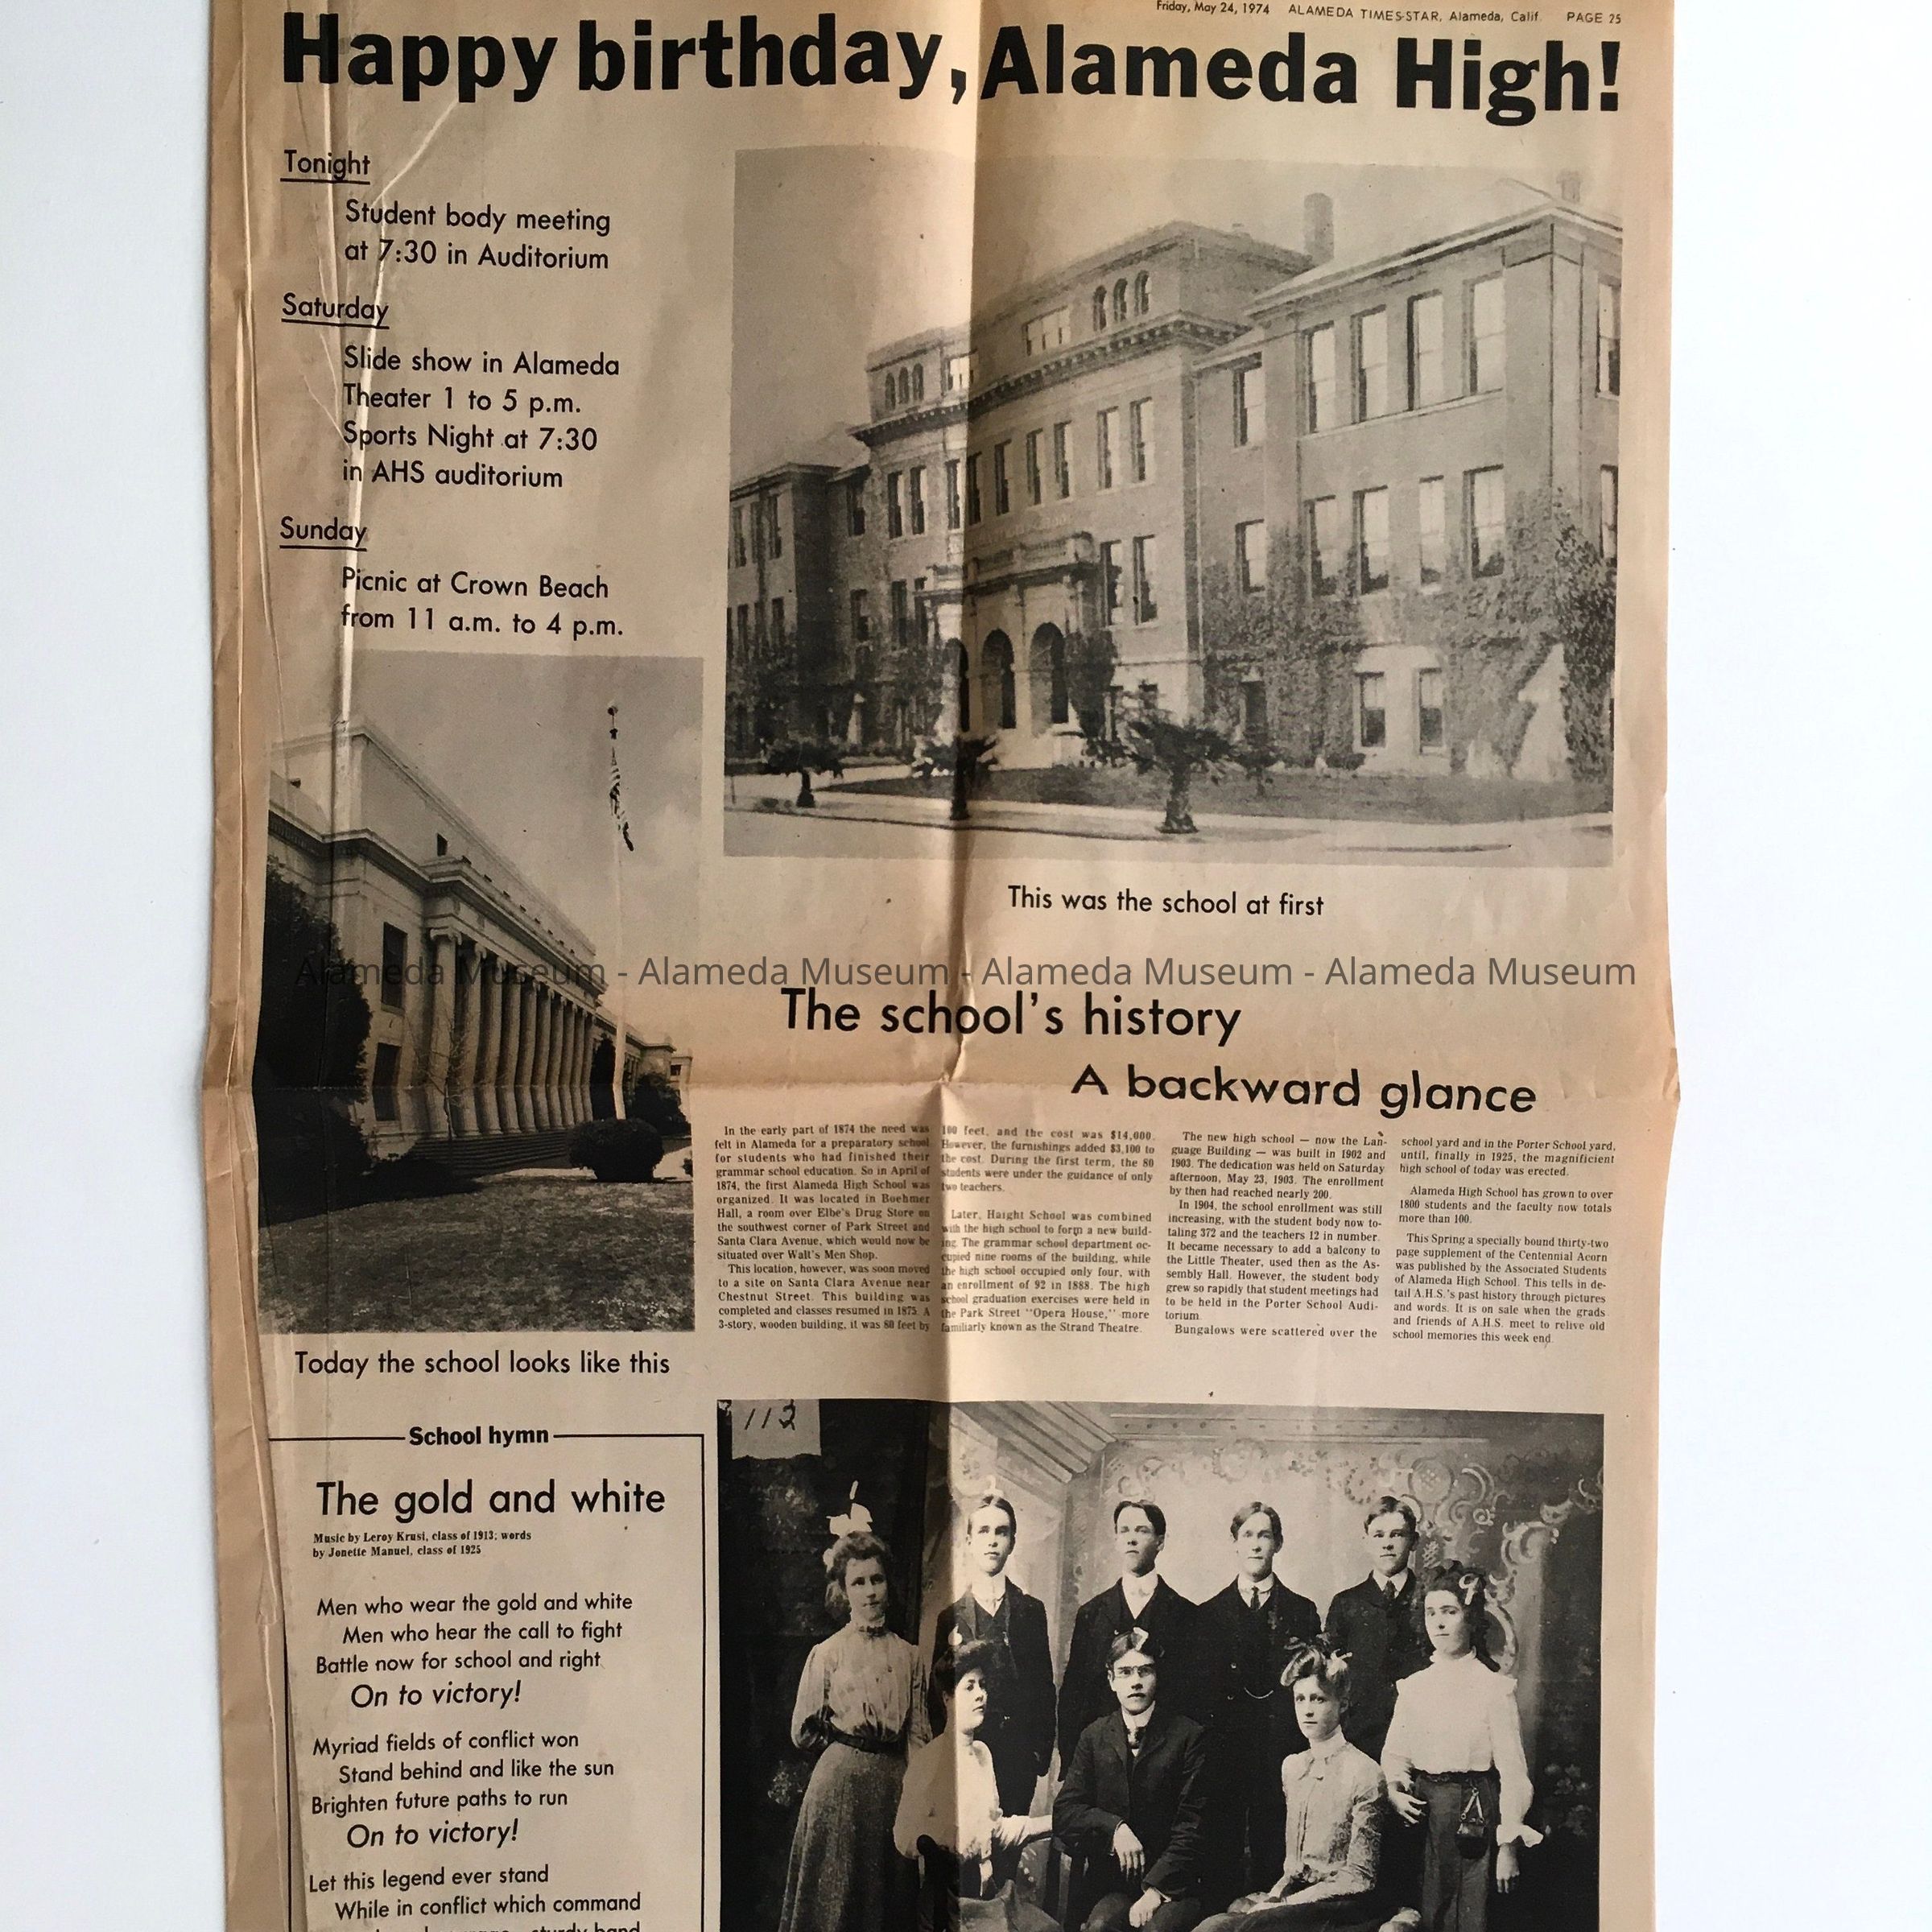 Friday, May 24, 1974 ALAMEDA TIMES-STAR, Alameda, Calif. PAGE 25
Happy birthday, Alameda High!
Tonight
Student body meeting
at 7:30 in Auditorium
Saturday
Slide show in Alameda
Theater 1 to 5 p.m.
Sports Night at 7:30
in AHS auditorium
Sunday
Picnic at Crown Beach
from 11 a.m. to 4 p.m.
This was the school at first
Alameda Museum - Alameda Museum - Alameda Museum - Alameda Museum
The school's history
A backward glance
In the early part of 1874 the need was
felt in Alameda for a preparatory school
for students who had finished their
grammar school education. So in April of
1874, the first Alameda High School was
organized. It was located in Boehmer
Hall, a room over Elbe's Drug Store on
the southwest corner of Park Street and
Santa Clara Avenue, which would now be
situated over Walt's Men Shop.
This location, however, was soon moved
to a site on Santa Clara Avenue near
Chestnut Street. This building was
completed and classes resumed in 1875. A
3-story, wooden building, it was 80 feet by
100 feet, and the cost was $14,000.
However, the furnishings added $3,100 to
the cost. During the first term, the 80
students were under the guidance of only
two teachers.
Later, Haight School was combined
with the high school to form a new build-
ing. The grammar school department oc-
cupied nine rooms of the building, while
the high school occupied only four, with
an enrollment of 92 in 1888. The high
school graduation exercises were held in
the Park Street "Opera House," more
familiarly known as the Strand Theatre.
The new high school — now the Lan-
guage Building — was built in 1902 and
1903. The dedication was held on Saturday
afternoon, May 23, 1903. The enrollment
by then had reached nearly 200.
In 1904, the school enrollment was still
increasing, with the student body now to-
taling 372 and the teachers 12 in number.
It became necessary to add a balcony to
the Little Theater, used then as the As-
sembly Hall. However, the student body
grew so rapidly that student meetings had
to be held in the Porter School Audi-
torium.
Bungalows were scattered over the
school yard and in the Porter School yard,
until, finally in 1925, the magnificent
high school of today was erected.
Alameda High School has grown to over
1800 students and the faculty now totals
more than 100.
This Spring a specially bound thirty-two
page supplement of the Centennial Acorn
was published by the Associated Students
of Alameda High School. This tells in de-
tail A.H.S.'s past history through pictures
and words. It is on sale when the grads
and friends of A.H.S. meet to relive old
school memories this week end.
Today the school looks like this
School hymn
The gold and white
Music by Leroy Krusi, class of 1913; words
by Jonette Manuel, class of 1925
Men who wear the gold and white
Men who hear the call to fight
Battle now for school and right
On to victory!
Myriad fields of conflict won
Stand behind and like the sun
Brighten future paths to run
On to victory!
Let this legend ever stand
While in conflict which command
112